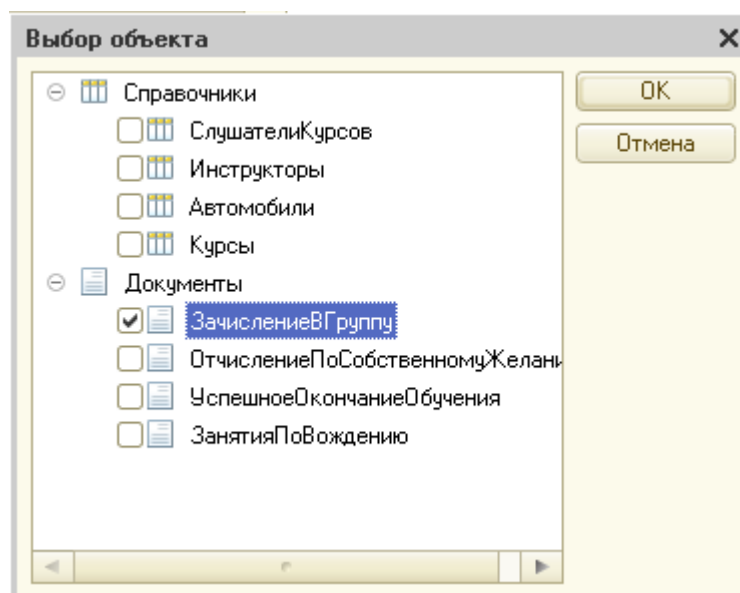 Выбор объекта
Справочники
СлушателиКурсов
Инструкторы
Автомобили
Курсы
Документы
ЗачислениеВГруппу
ОтчислениеПоСобственномуЖелани
УспешноеОкончаниеОбучения
ЗанятияПоВождению
OK
Отмена